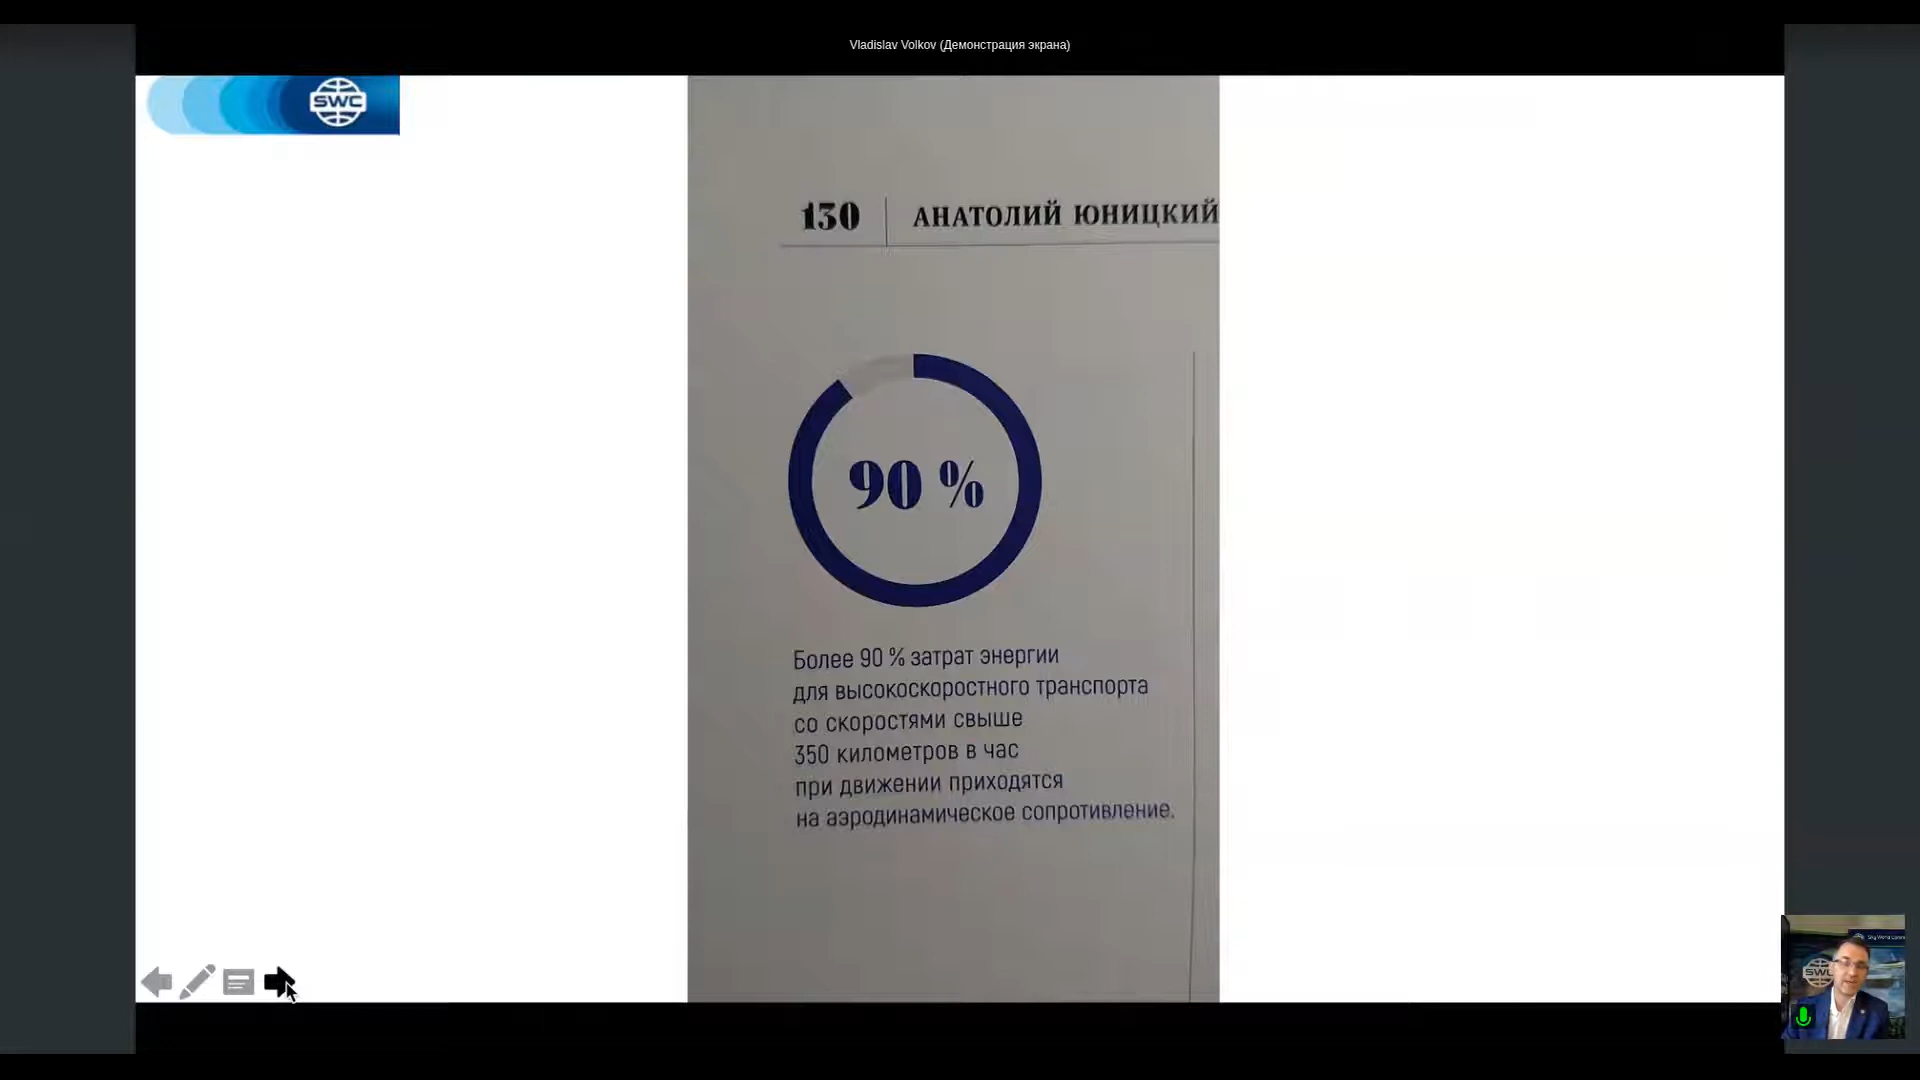 Vladislav Volkov (Демонстрация экрана)
SWC
130 АНАТОЛИЙ ЮНИЦКИЙ
90 %
Более 90 % затрат энергии
для высокоскоростного транспорта
со скоростями свыше
350 километров в час
при движении приходятся
на аэродинамическое сопротивление.